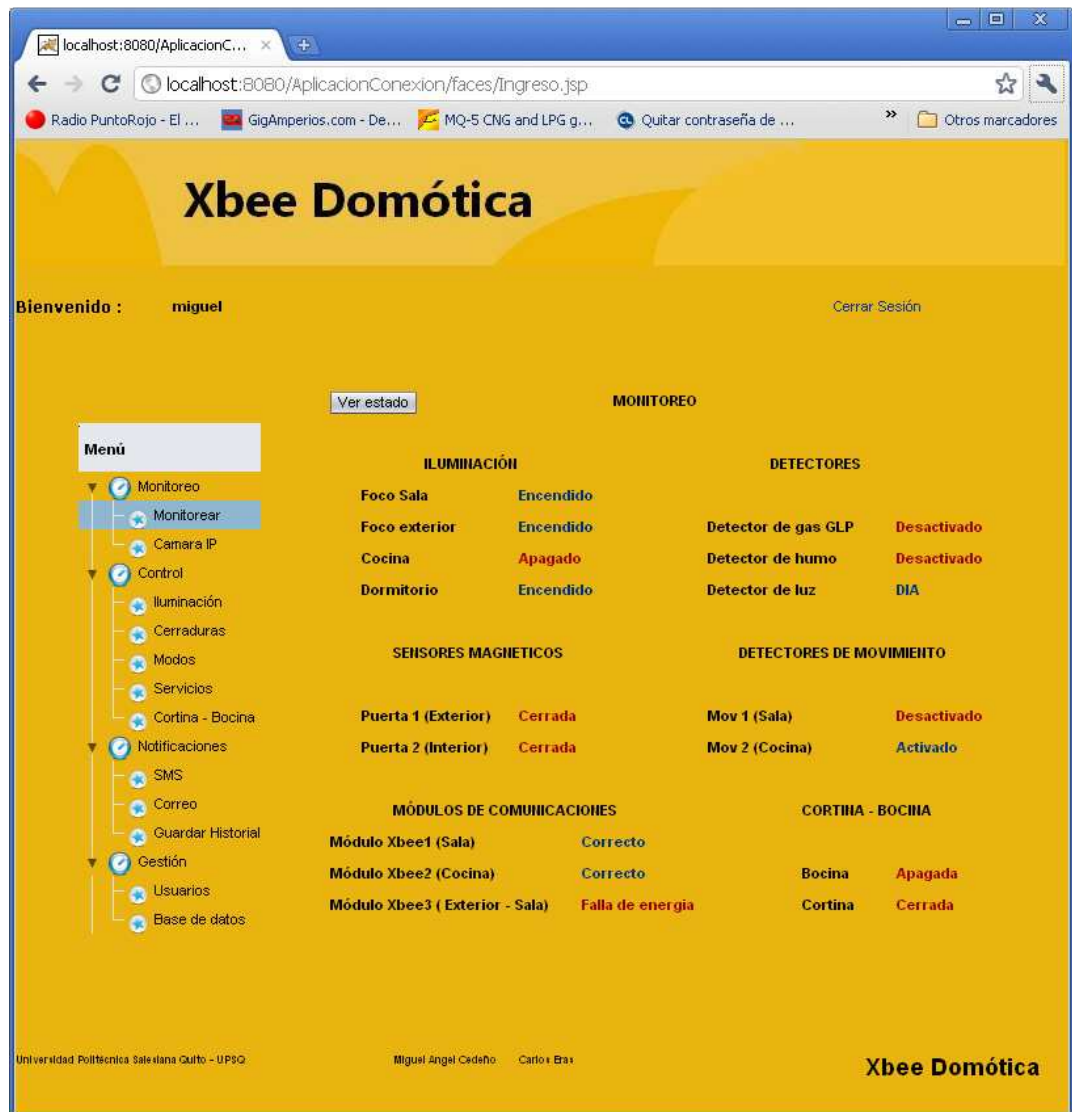 localhost:8080/AplicacionC...
localhost:8080/AplicacionConexion/faces/Ingreso.jsp
Radio PuntoRojo - El ... GigAmperios.com - De... MQ-5 CNG and LPG g... Quitar contraseña de ... » Otros marcadores
Xbee Domótica
Bienvenido : miguel Cerrar Sesión
Ver estado MONITOREO
Menú
Monitoreo
Monitorear
Camara IP
Control
Iluminación
Cerraduras
Modos
Servicios
Cortina - Bocina
Notificaciones
SMS
Correo
Guardar Historial
Gestión
Usuarios
Base de datos
ILUMINACIÓN
Foco Sala Encendido
Foco exterior Encendido
Cocina Apagado
Dormitorio Encendido
DETECTORES
Detector de gas GLP Desactivado
Detector de humo Desactivado
Detector de luz DIA
SENSORES MAGNETICOS
Puerta 1 (Exterior) Cerrada
Puerta 2 (Interior) Cerrada
DETECTORES DE MOVIMIENTO
Mov 1 (Sala) Desactivado
Mov 2 (Cocina) Activado
MÓDULOS DE COMUNICACIONES
Módulo Xbee1 (Sala) Correcto
Módulo Xbee2 (Cocina) Correcto
Módulo Xbee3 ( Exterior - Sala) Falla de energia
CORTINA - BOCINA
Bocina Apagada
Cortina Cerrada
Universidad Politécnica Salesiana Quito - UPSQ Miguel Angel Cedeño Carlos Eras
Xbee Domótica